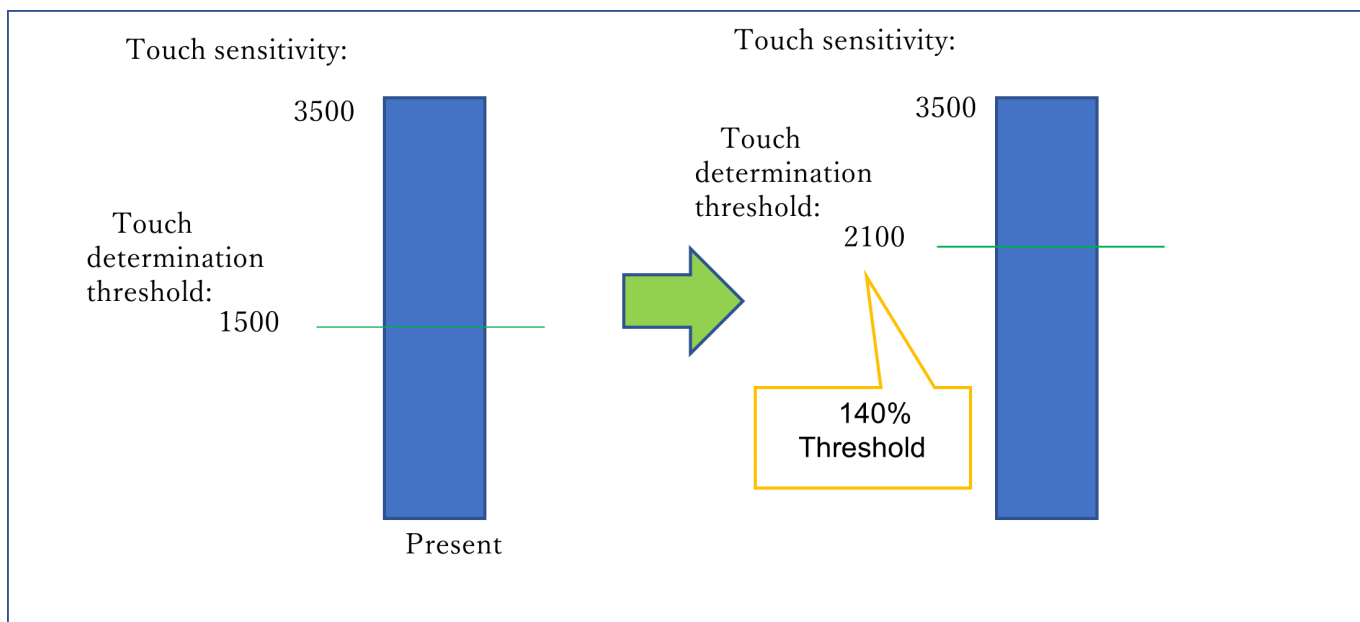 Touch sensitivity:
3500
Touch
determination
threshold:
1500
Present
Touch sensitivity:
3500
Touch
determination
threshold:
2100
140%
Threshold